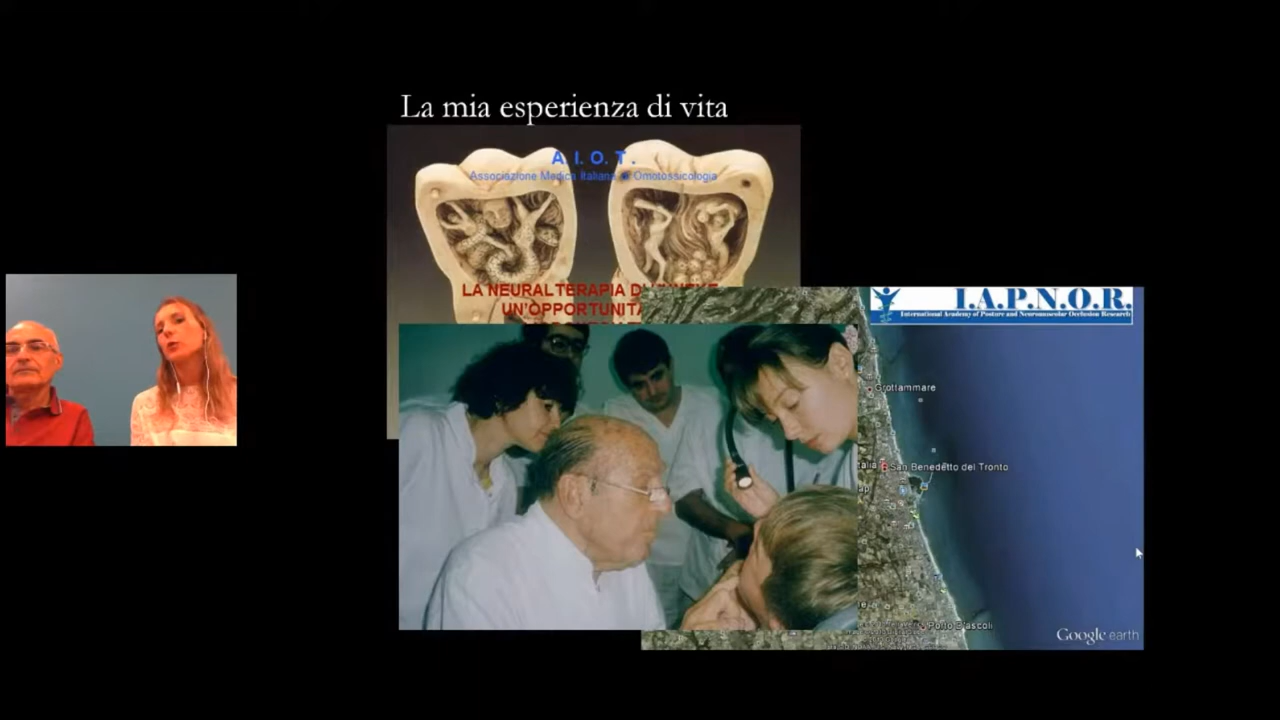 La mia esperienza di vita
A. I. O. T.
Associazione Medica Italiana di Omotossicologia
LA NEURALTERAPIA
UN'OPPORTUNITA
I.A.P.N.O.R.
International Academy of Posture and Neuromuscular Occlusion Research
Grottammare
San Benedetto del Tronto
Porto D'ascoli
Google earth